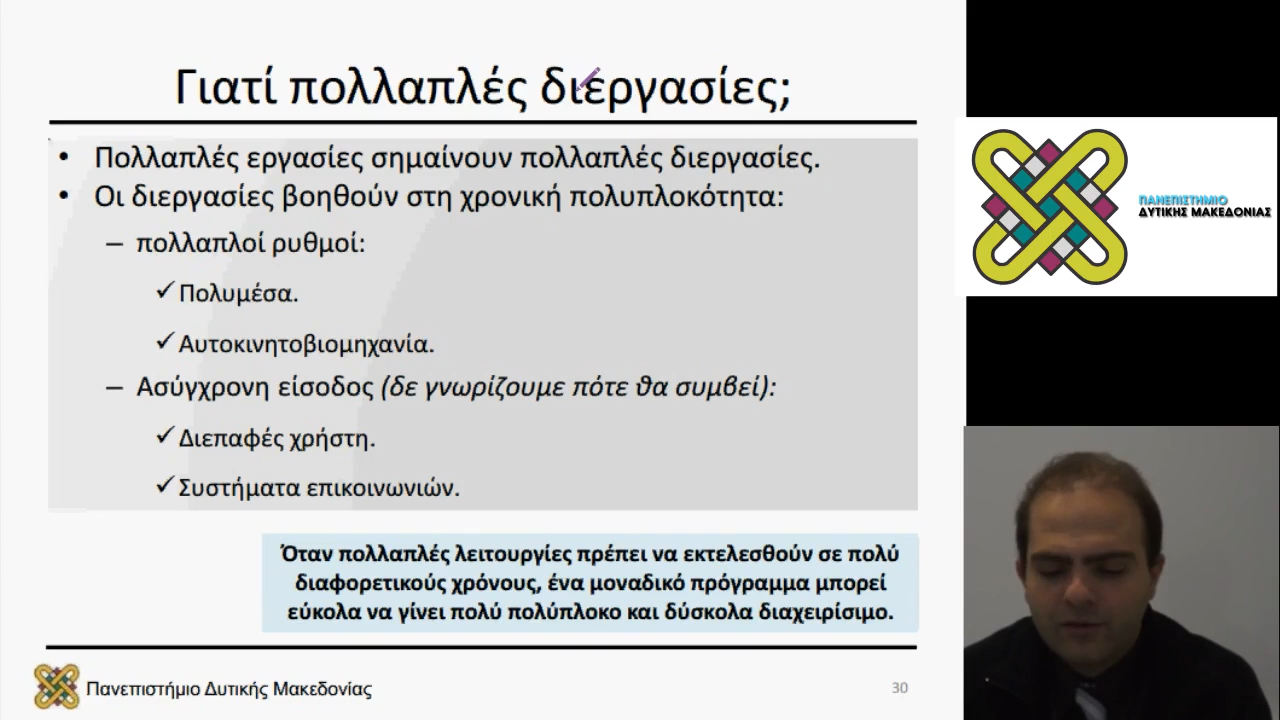 Γιατί πολλαπλές διεργασίες;
• Πολλαπλές εργασίες σημαίνουν πολλαπλές διεργασίες.
• Οι διεργασίες βοηθούν στη χρονική πολυπλοκότητα:
– πολλαπλοί ρυθμοί:
✓Πολυμέσα.
✓Αυτοκινητοβιομηχανία.
– Ασύγχρονη είσοδος (δε γνωρίζουμε πότε θα συμβεί):
✓Διεπαφές χρήστη.
✓Συστήματα επικοινωνιών.
Όταν πολλαπλές λειτουργίες πρέπει να εκτελεσθούν σε πολύ
διαφορετικούς χρόνους, ένα μοναδικό πρόγραμμα μπορεί
εύκολα να γίνει πολύ πολύπλοκο και δύσκολα διαχειρίσιμο.
Πανεπιστήμιο Δυτικής Μακεδονίας
30
ΠΑΝΕΠΙΣΤΗΜΙΟ
ΔΥΤΙΚΗΣ ΜΑΚΕΔΟΝΙΑΣ